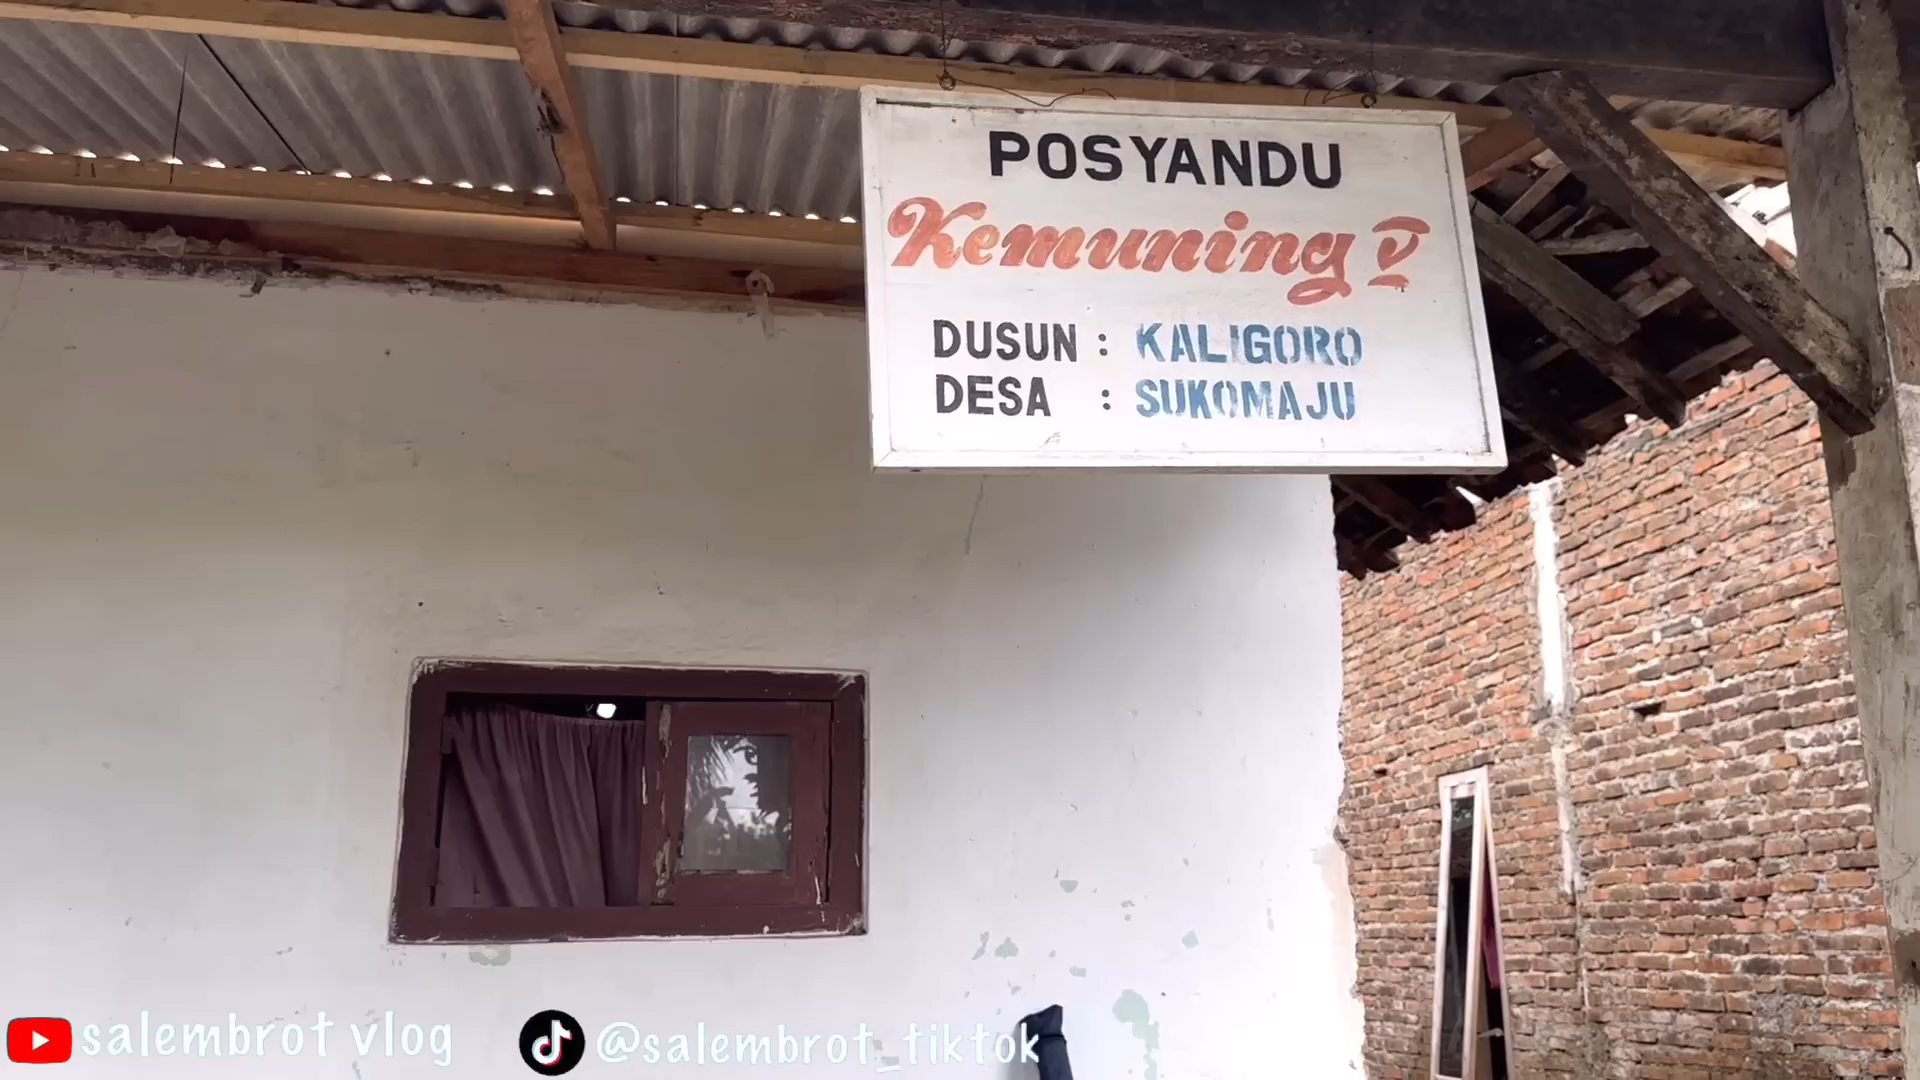 POSYANDU
Kemuning V
DUSUN : KALIGORO
DESA : SUKOMAJU
salembrot vlog
@salembrot_tiktok